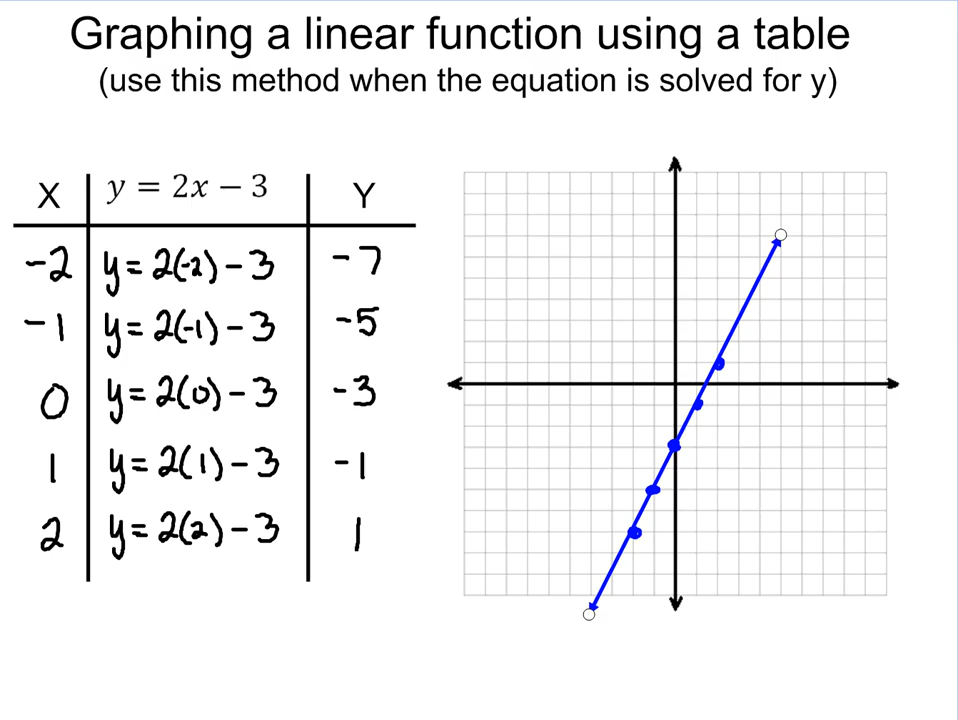 Graphing a linear function using a table
(use this method when the equation is solved for y)
X y = 2x − 3 Y
-2 y = 2(-2) - 3 -7
-1 y = 2(-1) - 3 -5
0 y = 2(0) - 3 -3
1 y = 2(1) - 3 -1
2 y = 2(2) - 3 1